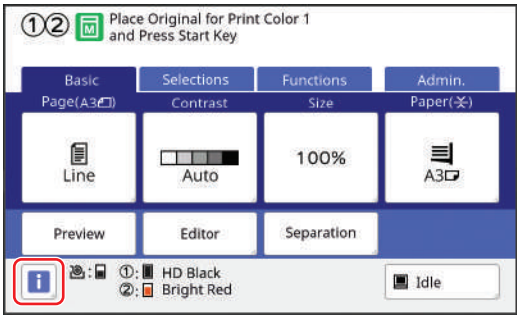 ①② M Place Original for Print Color 1
and Press Start Key
Basic Selections Functions Admin.
Page(A3) Contrast Size Paper(※)
Line Auto 100% A3
Preview Editor Separation
i : ①: HD Black
②: Bright Red
Idle